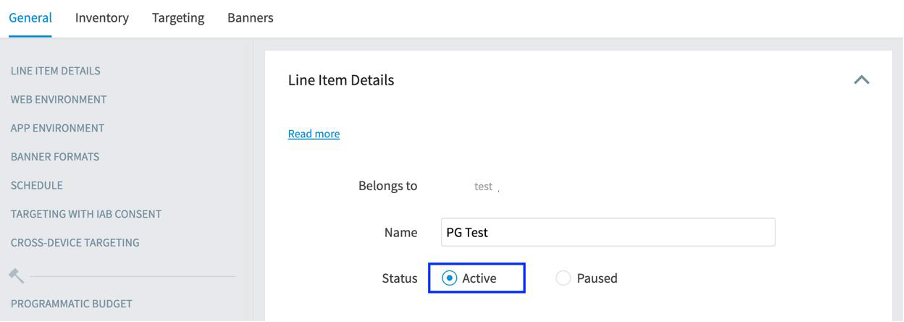 General Inventory Targeting Banners
LINE ITEM DETAILS
WEB ENVIRONMENT
APP ENVIRONMENT
BANNER FORMATS
SCHEDULE
TARGETING WITH IAB CONSENT
CROSS-DEVICE TARGETING
PROGRAMMATIC BUDGET
Line Item Details
Read more
Belongs to test .
Name PG Test
Status Active Paused